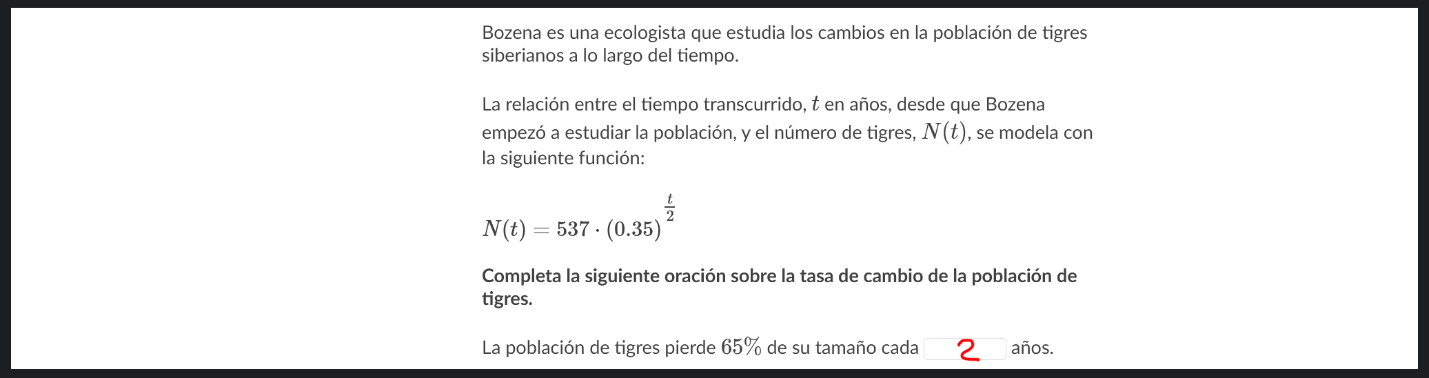 Bozena es una ecologista que estudia los cambios en la población de tigres
siberianos a lo largo del tiempo.
La relación entre el tiempo transcurrido, t en años, desde que Bozena
empezó a estudiar la población, y el número de tigres, N(t), se modela con
la siguiente función:
N(t) = 537 · (0.35)^(t/2)
Completa la siguiente oración sobre la tasa de cambio de la población de
tigres.
La población de tigres pierde 65% de su tamaño cada 2 años.